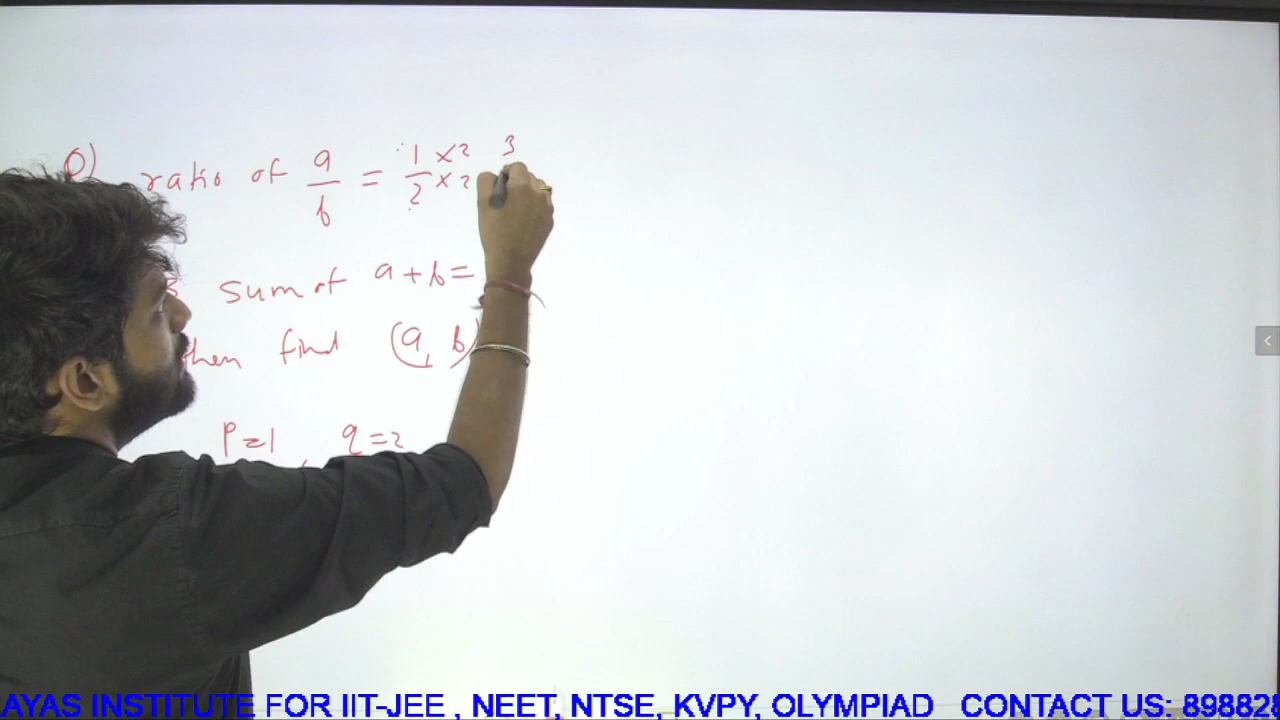 Q) ratio of a/b = 1/2 ×2/×2 3
sum of a + b =
then find (a, b)
P=1, q=2
AYAS INSTITUTE FOR IIT-JEE , NEET, NTSE, KVPY, OLYMPIAD CONTACT US: 898828